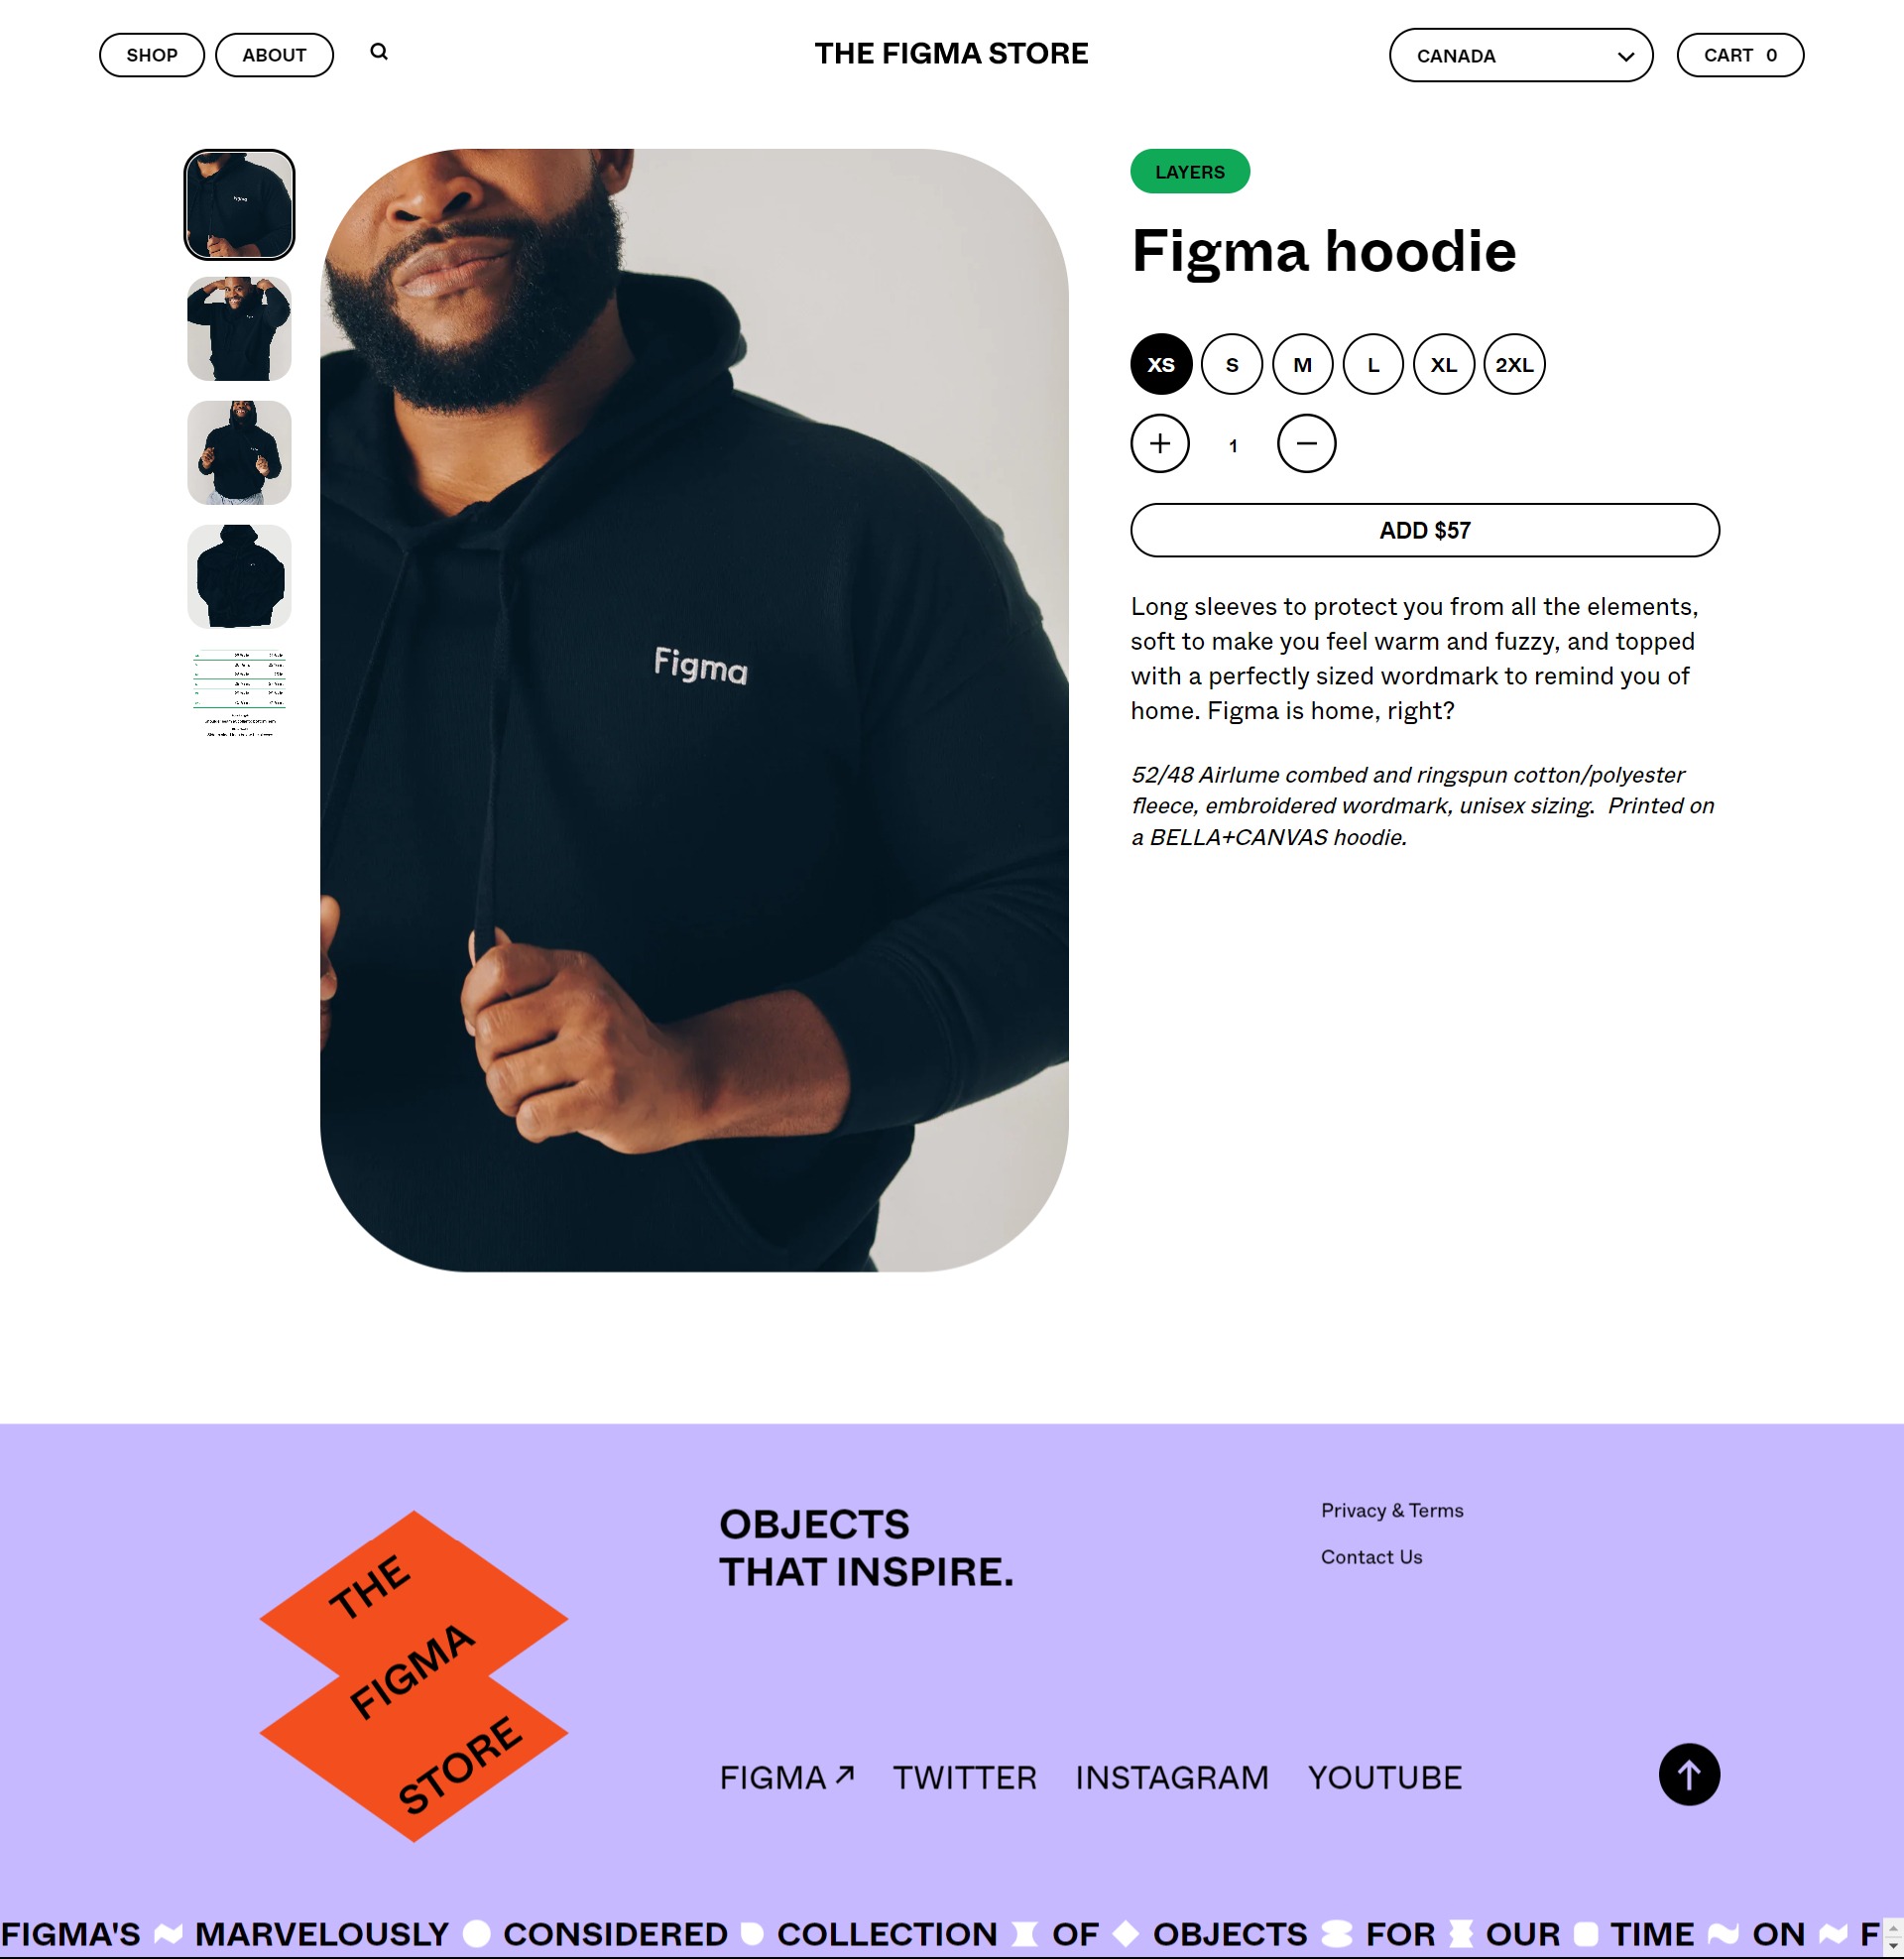 SHOP
ABOUT
THE FIGMA STORE
CANADA
CART 0
LAYERS
Figma hoodie
XS S M L XL 2XL
+ 1 −
ADD $57
Long sleeves to protect you from all the elements,
soft to make you feel warm and fuzzy, and topped
with a perfectly sized wordmark to remind you of
home. Figma is home, right?
52/48 Airlume combed and ringspun cotton/polyester
fleece, embroidered wordmark, unisex sizing.  Printed on
a BELLA+CANVAS hoodie.
Figma
THE
FIGMA
STORE
OBJECTS
THAT INSPIRE.
Privacy & Terms
Contact Us
FIGMA TWITTER INSTAGRAM YOUTUBE
FIGMA'S MARVELOUSLY CONSIDERED COLLECTION OF OBJECTS FOR OUR TIME ON F